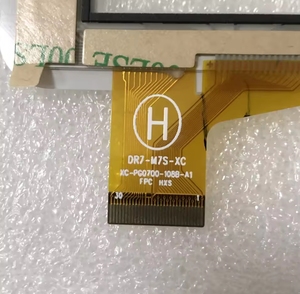 H
DR7-M7S-XC
XC-PG0700-108B-A1
FPC HXS
30